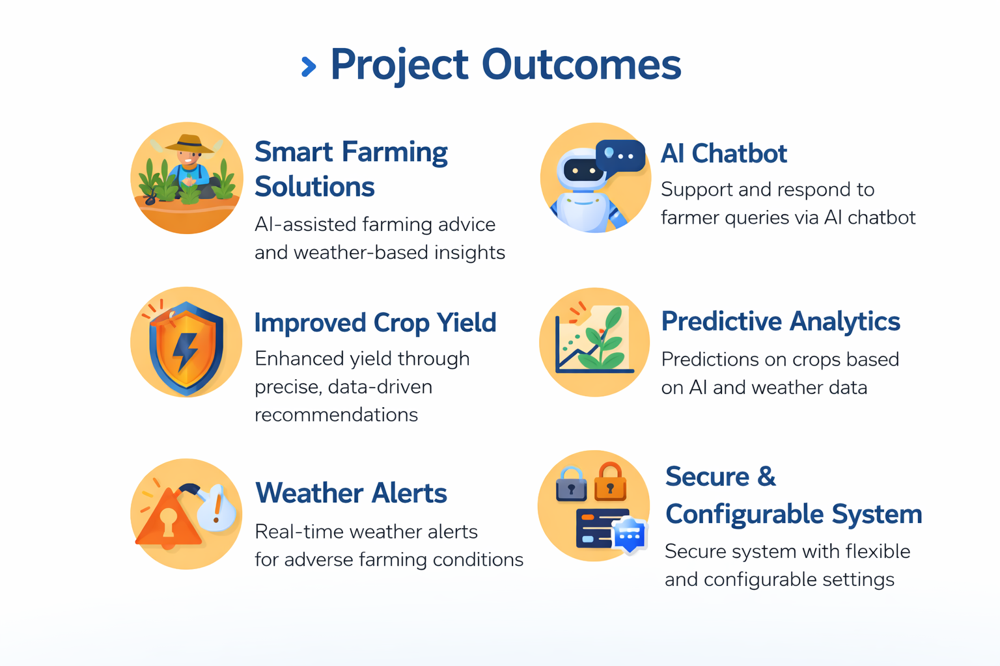 Project Outcomes
Smart Farming
Solutions
AI-assisted farming advice
and weather-based insights
AI Chatbot
Support and respond to
farmer queries via AI chatbot
Improved Crop Yield
Enhanced yield through
precise, data-driven
recommendations
Predictive Analytics
Predictions on crops based
on AI and weather data
Weather Alerts
Real-time weather alerts
for adverse farming conditions
Secure &
Configurable System
Secure system with flexible
and configurable settings